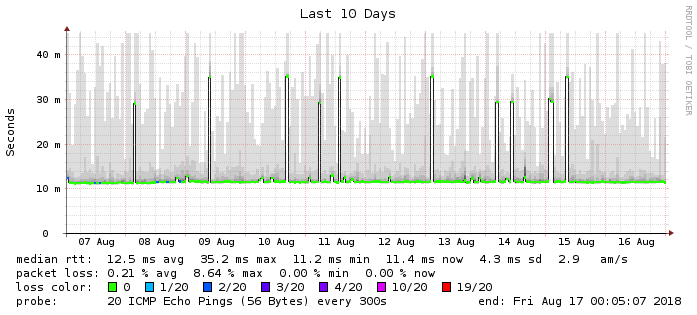 Last 10 Days
RRDTOOL / TOBI OETIKER
Seconds
40 m
30 m
20 m
10 m
0
07 Aug 08 Aug 09 Aug 10 Aug 11 Aug 12 Aug 13 Aug 14 Aug 15 Aug 16 Aug
median rtt: 12.5 ms avg 35.2 ms max 11.2 ms min 11.4 ms now 4.3 ms sd 2.9 am/s
packet loss: 0.21 % avg 8.64 % max 0.00 % min 0.00 % now
loss color: 0 1/20 2/20 3/20 4/20 10/20 19/20
probe: 20 ICMP Echo Pings (56 Bytes) every 300s end: Fri Aug 17 00:05:07 2018